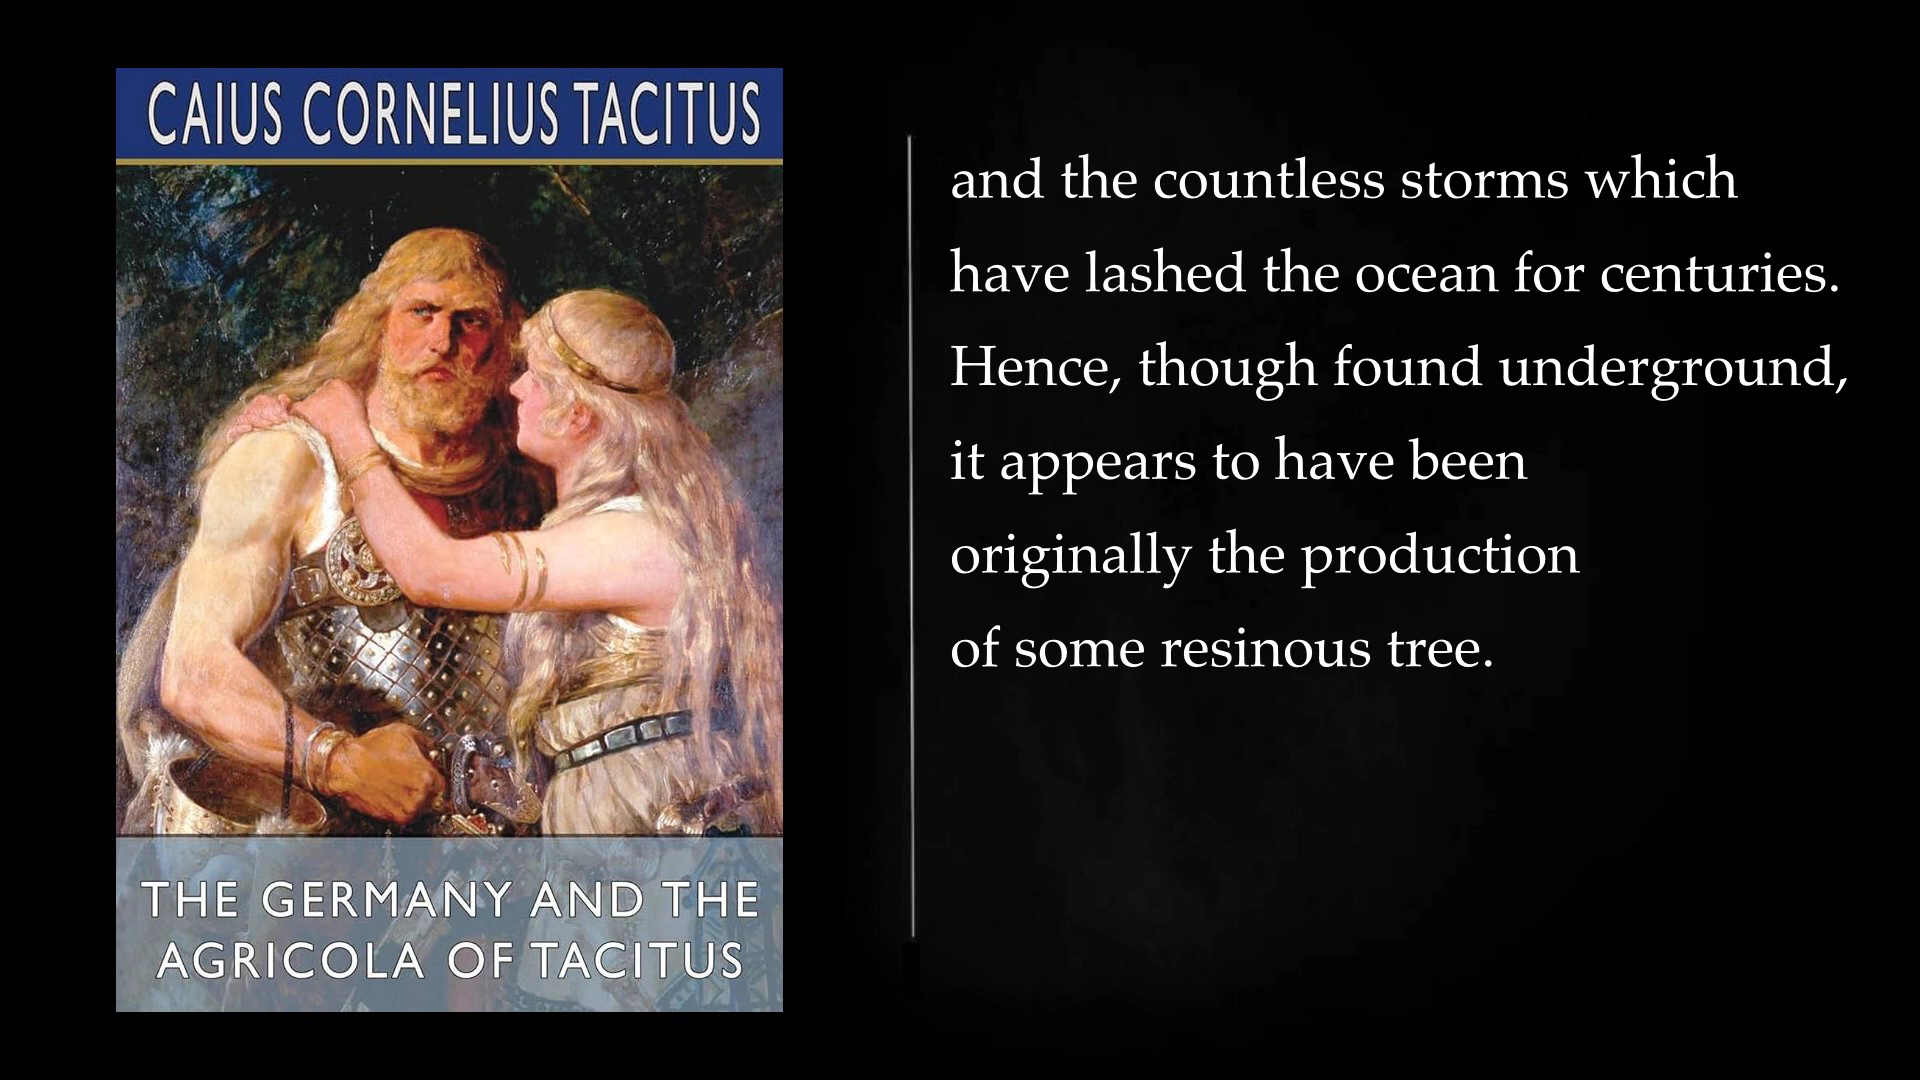 CAIUS CORNELIUS TACITUS
THE GERMANY AND THE
AGRICOLA OF TACITUS
and the countless storms which
have lashed the ocean for centuries.
Hence, though found underground,
it appears to have been
originally the production
of some resinous tree.